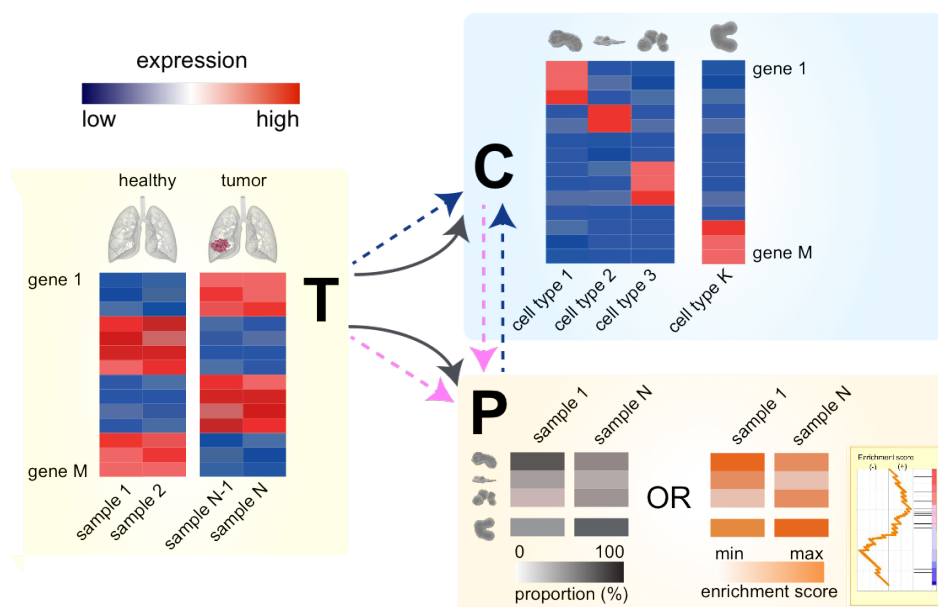 expression
low
high
healthy
tumor
gene 1
gene M
sample 1
sample 2
sample N-1
sample N
T
C
gene 1
gene M
cell type 1
cell type 2
cell type 3
cell type K
P
sample 1
sample N
0
100
proportion (%)
OR
sample 1
sample N
min
max
enrichment score
Enrichment score
(-)
(+)